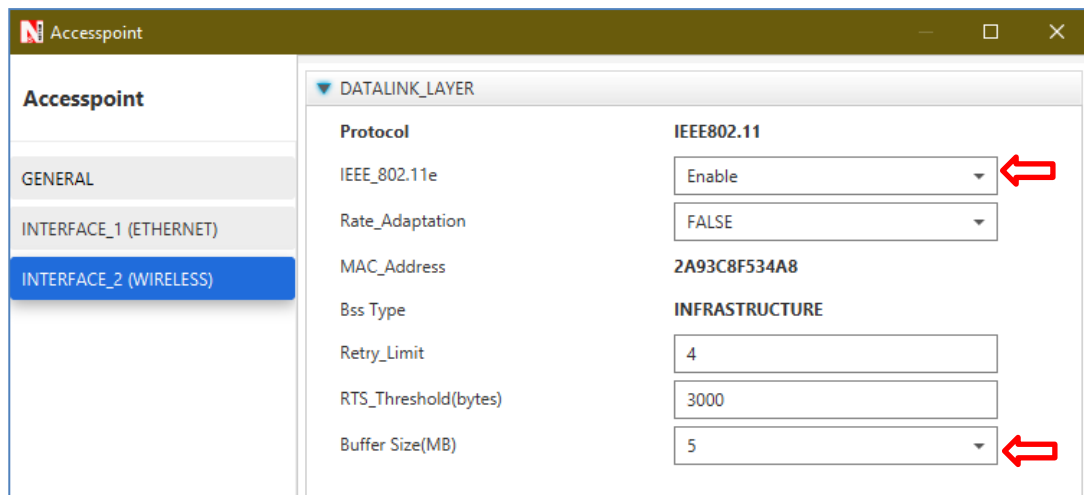 Accesspoint
Accesspoint
GENERAL
INTERFACE_1 (ETHERNET)
INTERFACE_2 (WIRELESS)
DATALINK_LAYER
Protocol IEEE802.11
IEEE_802.11e Enable
Rate_Adaptation FALSE
MAC_Address 2A93C8F534A8
Bss Type INFRASTRUCTURE
Retry_Limit 4
RTS_Threshold(bytes) 3000
Buffer Size(MB) 5